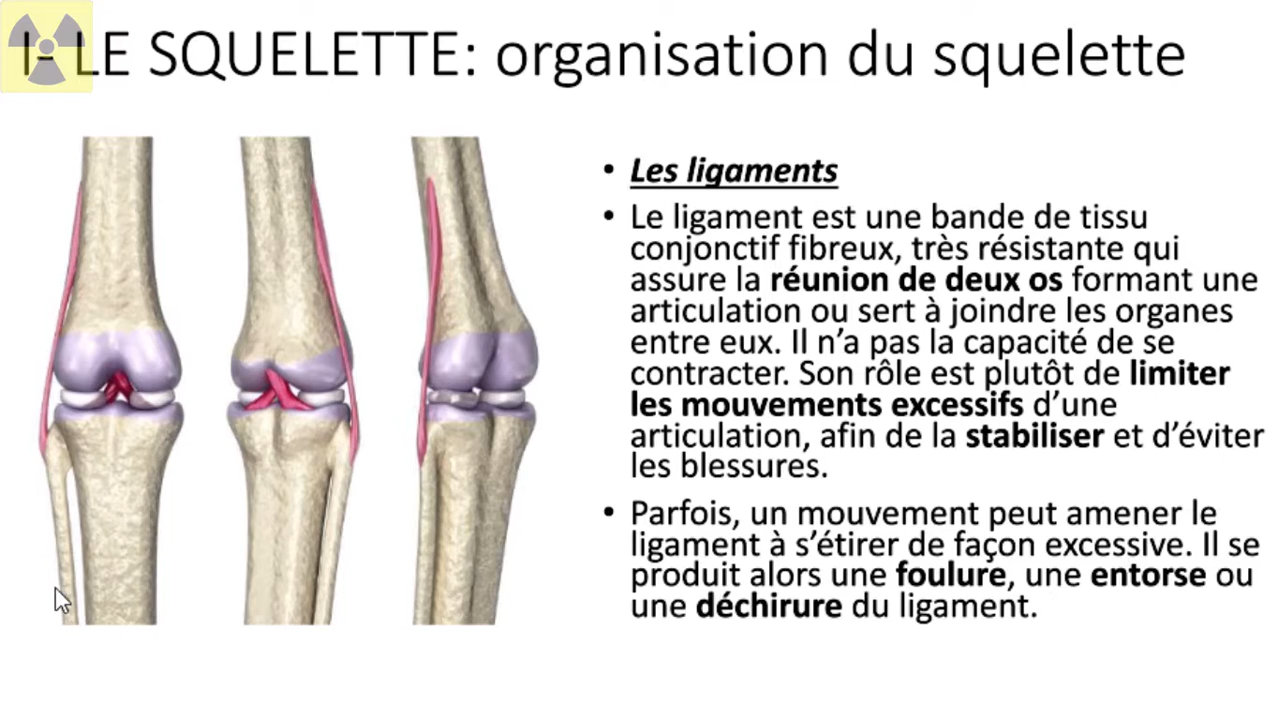 I- LE SQUELETTE: organisation du squelette
• Les ligaments
• Le ligament est une bande de tissu
conjonctif fibreux, très résistante qui
assure la réunion de deux os formant une
articulation ou sert à joindre les organes
entre eux. Il n’a pas la capacité de se
contracter. Son rôle est plutôt de limiter
les mouvements excessifs d’une
articulation, afin de la stabiliser et d’éviter
les blessures.
• Parfois, un mouvement peut amener le
ligament à s’étirer de façon excessive. Il se
produit alors une foulure, une entorse ou
une déchirure du ligament.